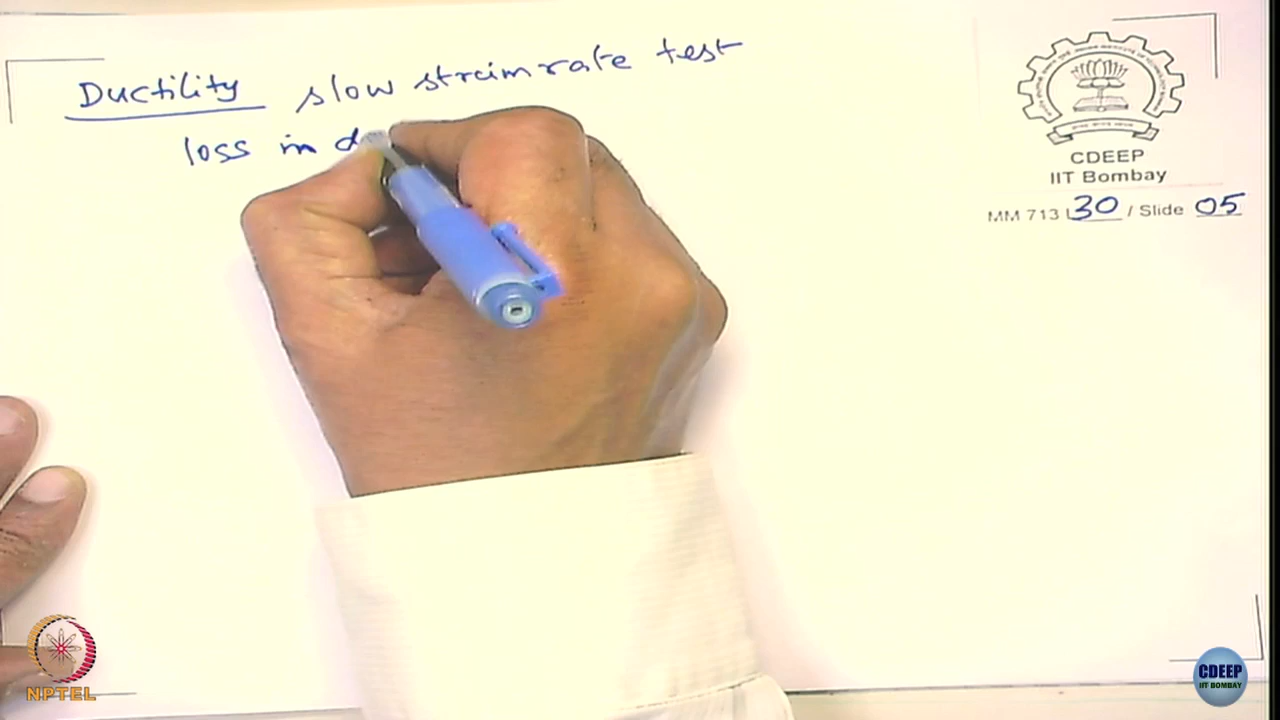 Ductility slow strain rate test
loss in d
CDEEP
IIT Bombay
MM 713 L30 / Slide 05
NPTEL
CDEEP
IIT BOMBAY